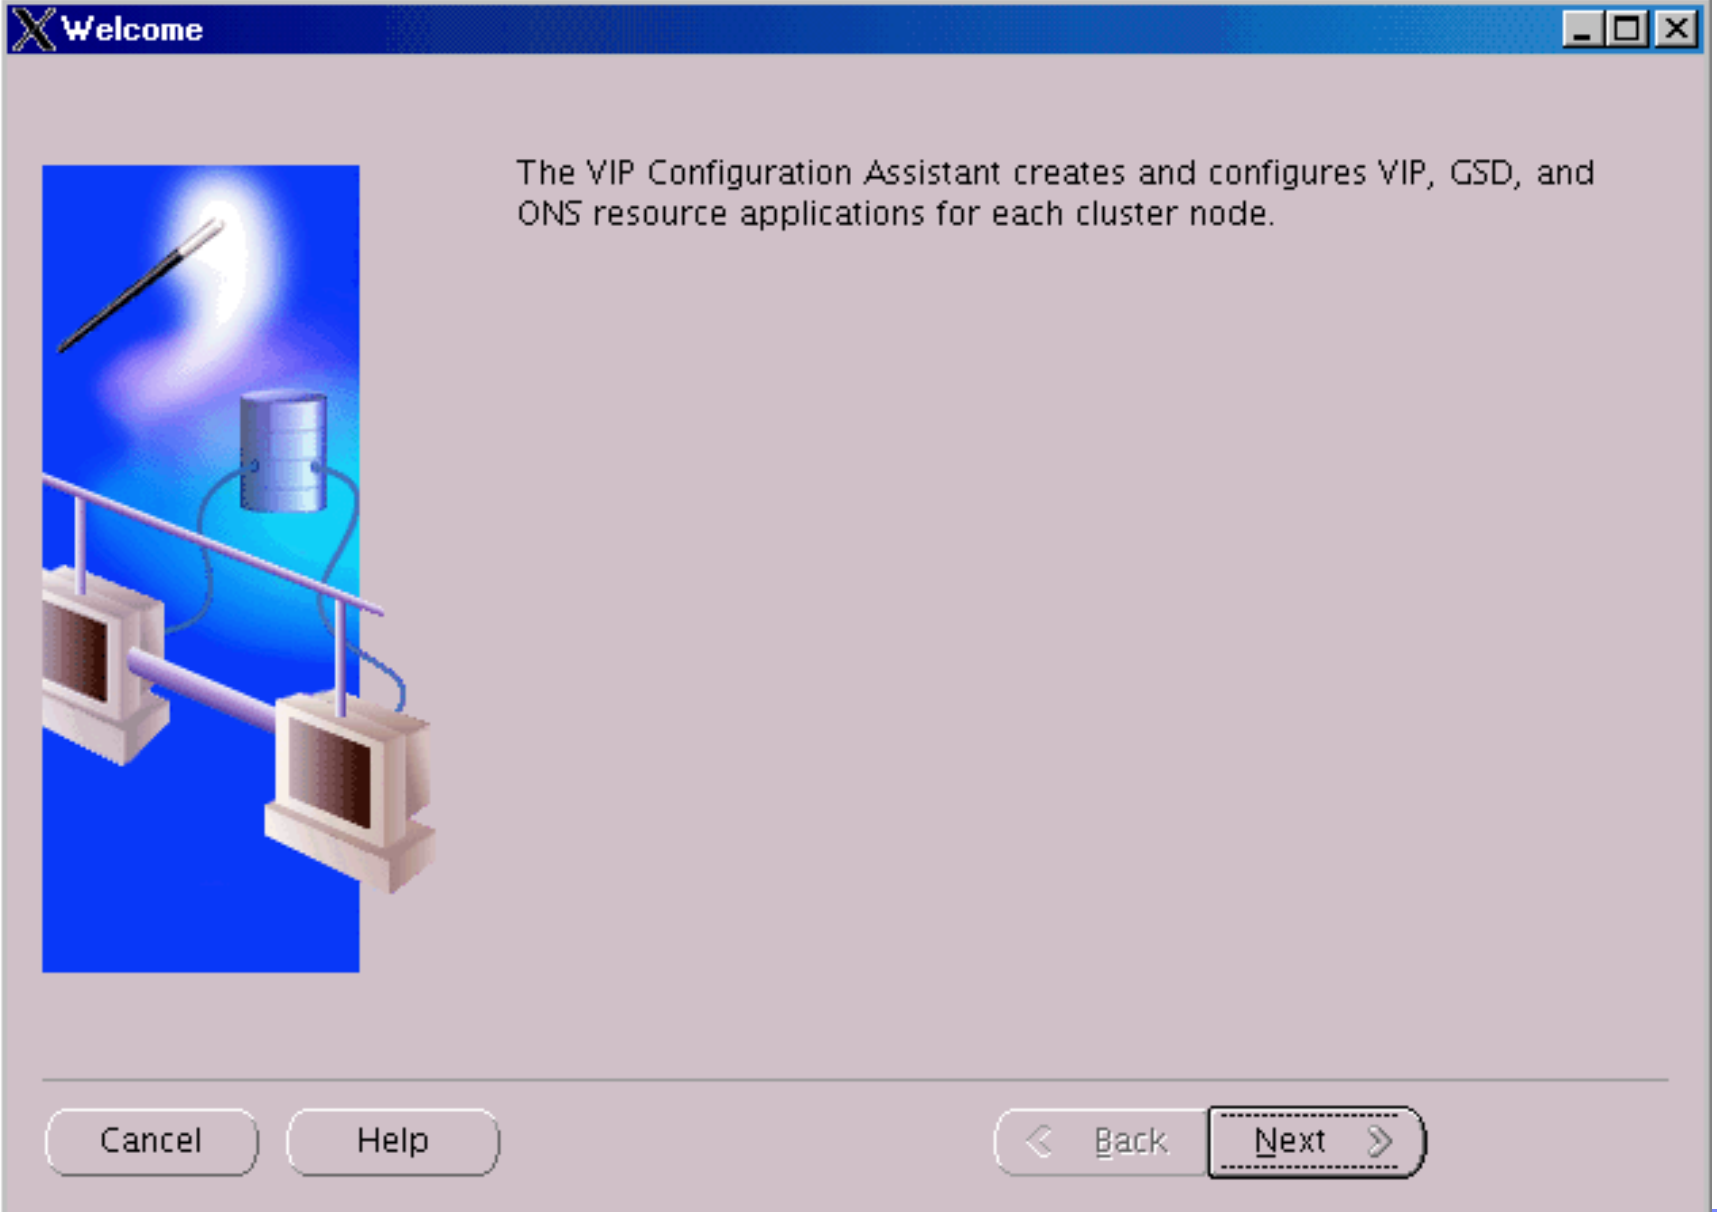 Welcome
The VIP Configuration Assistant creates and configures VIP, GSD, and
ONS resource applications for each cluster node.
Cancel
Help
Back
Next